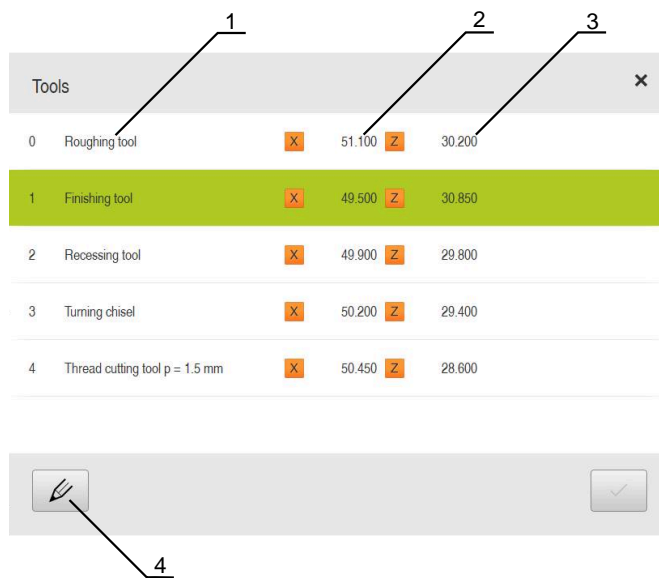 1 2 3
Tools ×
0 Roughing tool X 51.100 Z 30.200
1 Finishing tool X 49.500 Z 30.850
2 Recessing tool X 49.900 Z 29.800
3 Turning chisel X 50.200 Z 29.400
4 Thread cutting tool p = 1.5 mm X 50.450 Z 28.600
4